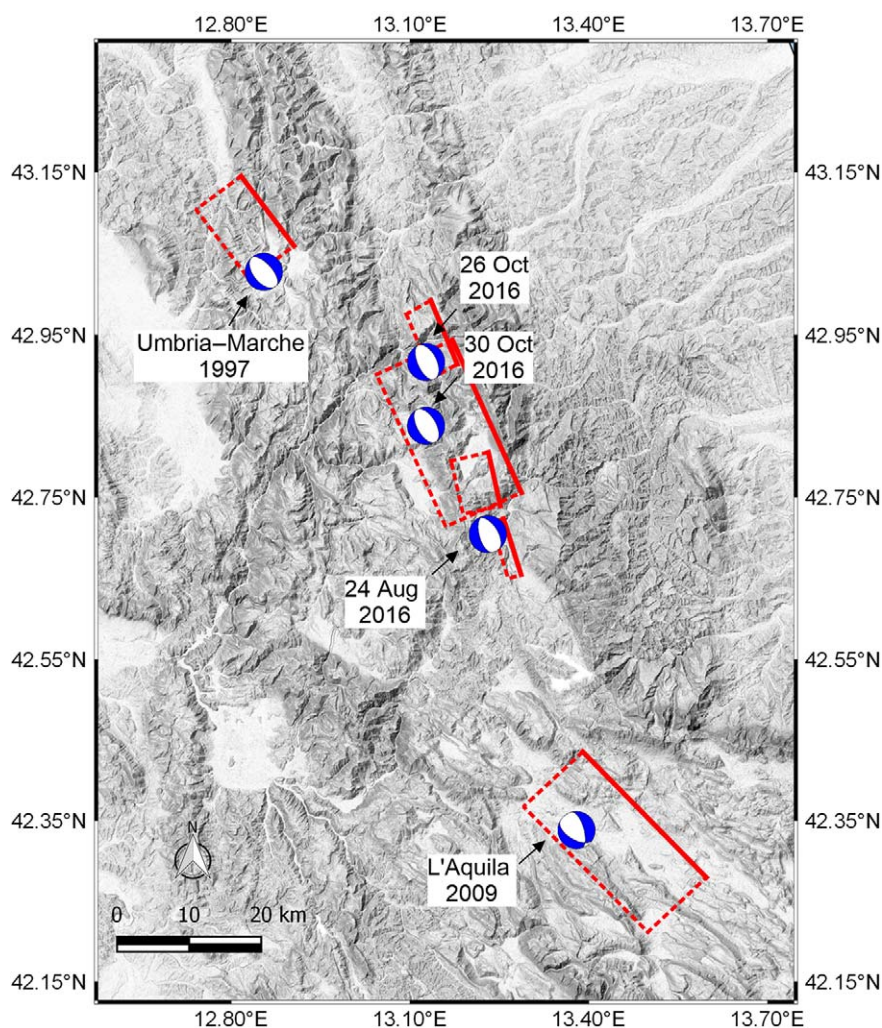 12.80°E 13.10°E 13.40°E 13.70°E
43.15°N 43.15°N
26 Oct
2016
42.95°N 42.95°N
Umbria–Marche
1997
30 Oct
2016
42.75°N 42.75°N
24 Aug
2016
42.55°N 42.55°N
42.35°N 42.35°N
N
L'Aquila
2009
0 10 20 km
42.15°N 42.15°N
12.80°E 13.10°E 13.40°E 13.70°E